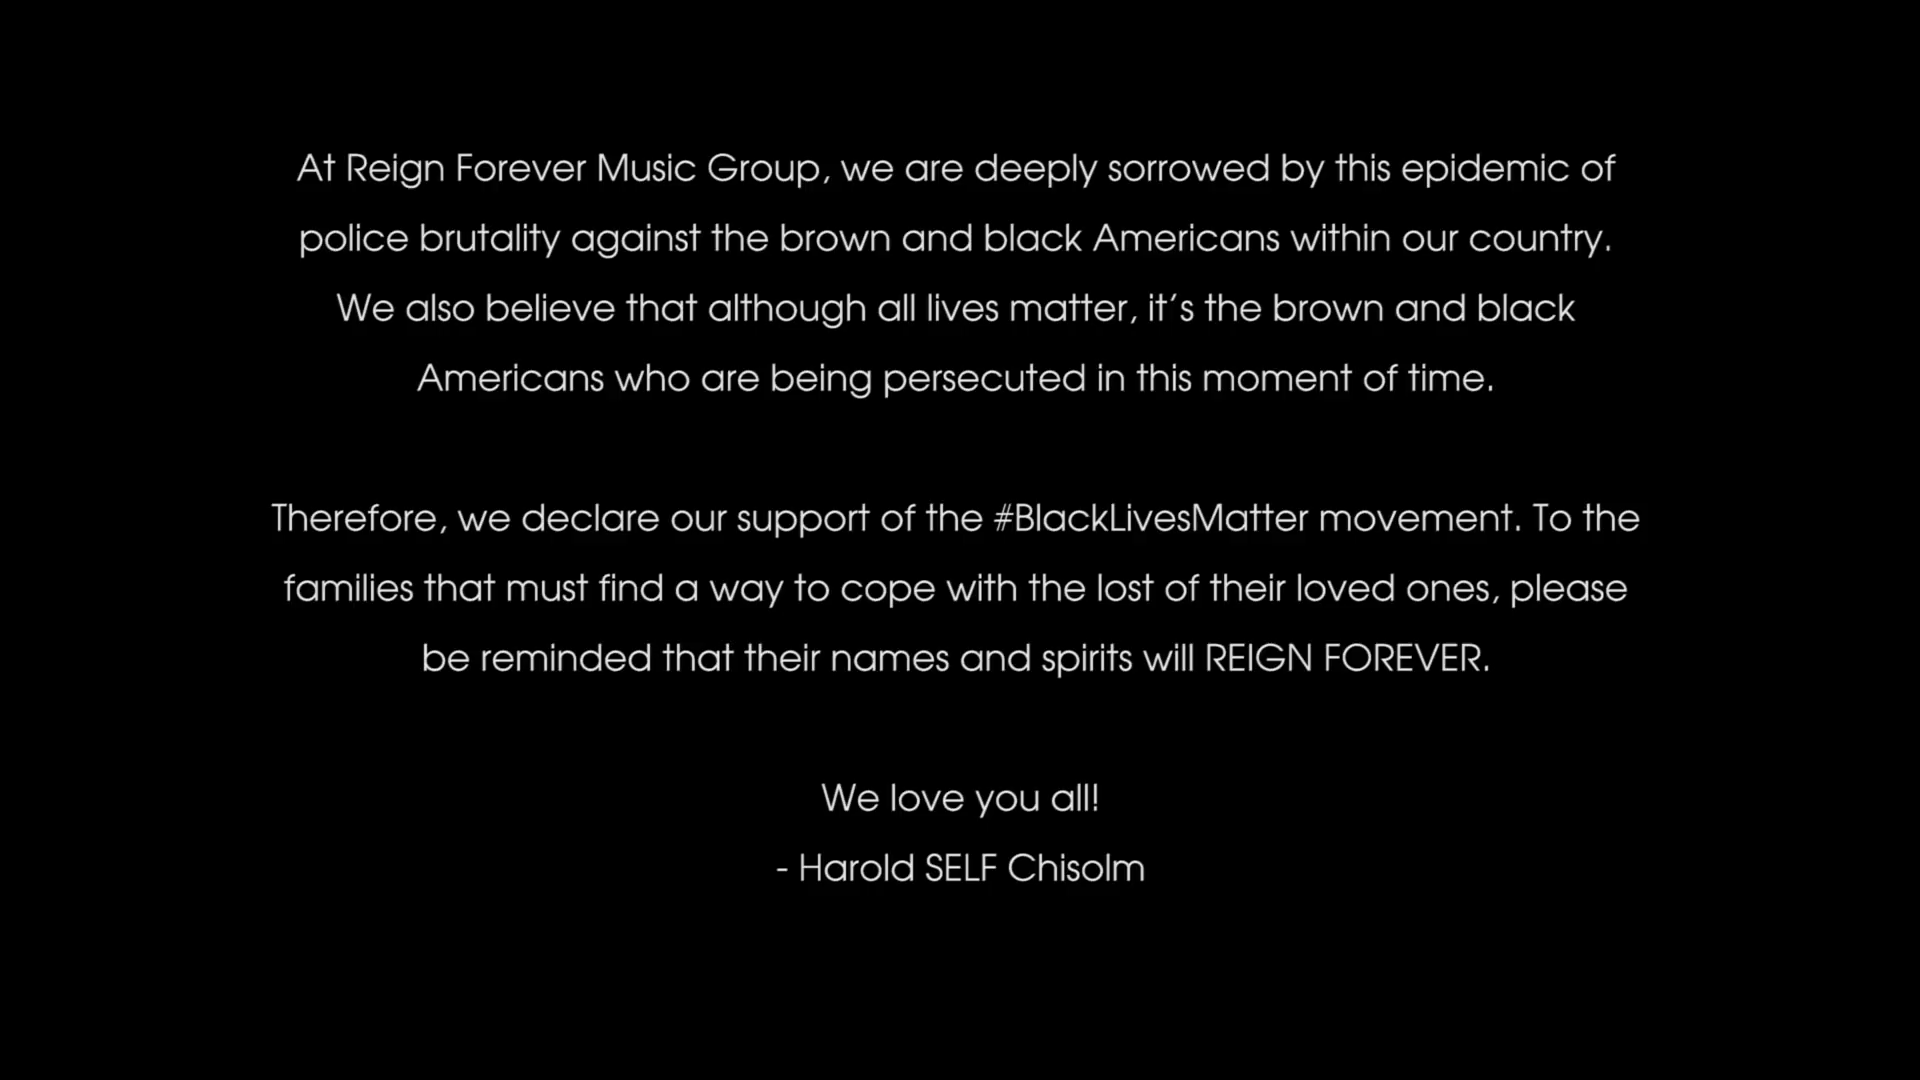 At Reign Forever Music Group, we are deeply sorrowed by this epidemic of
police brutality against the brown and black Americans within our country.
We also believe that although all lives matter, it's the brown and black
Americans who are being persecuted in this moment of time.
Therefore, we declare our support of the #BlackLivesMatter movement. To the
families that must find a way to cope with the lost of their loved ones, please
be reminded that their names and spirits will REIGN FOREVER.
We love you all!
- Harold SELF Chisolm